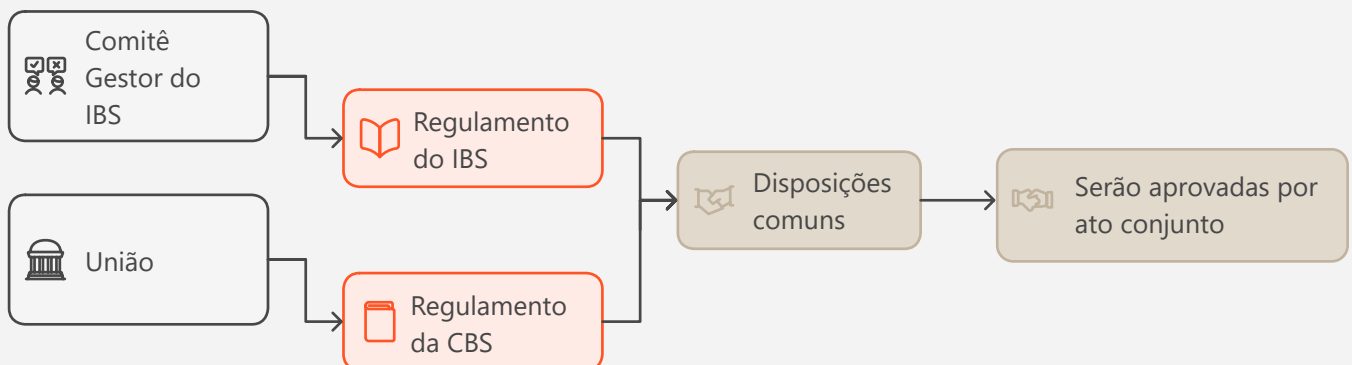 Comitê
Gestor do
IBS
Regulamento
do IBS
Disposições
comuns
Serão aprovadas por
ato conjunto
União
Regulamento
da CBS